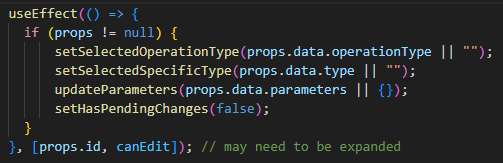 useEffect(() => {
  if (props != null) {
      setSelectedOperationType(props.data.operationType || "");
      setSelectedSpecificType(props.data.type || "");
      updateParameters(props.data.parameters || {});
      setHasPendingChanges(false);
  }
}, [props.id, canEdit]); // may need to be expanded